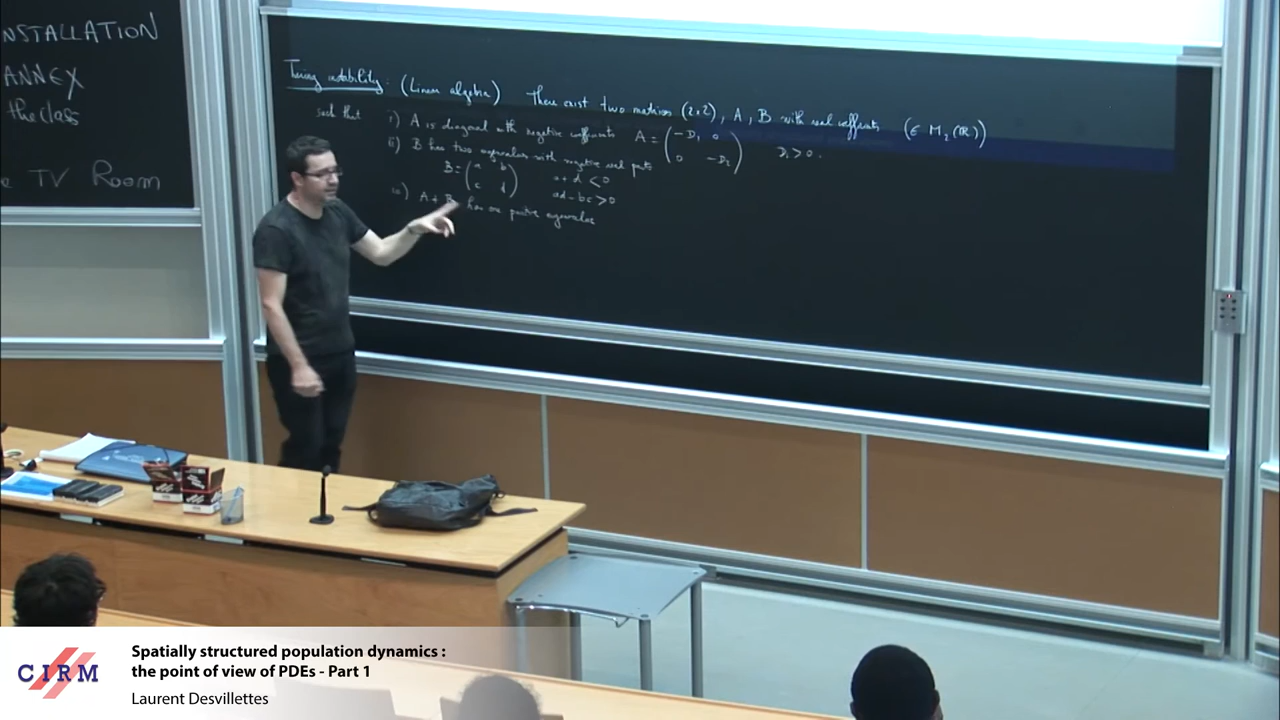 NSTALLATION
ANNEX
the class
e TV Room
Turing instability : (Linear algebra) There exist two matrices (2x2), A, B with real coefficients (∈ M₂(ℝ))
such that i) A is diagonal with negative coefficients A = (-D₁ 0
0 -D₂) Di > 0.
ii) B has two eigenvalues with negative real parts
B = (a b
c d) a+d < 0
ad - bc > 0
iii) A + B has one positive eigenvalue
CIRM
Spatially structured population dynamics :
the point of view of PDEs - Part 1
Laurent Desvillettes